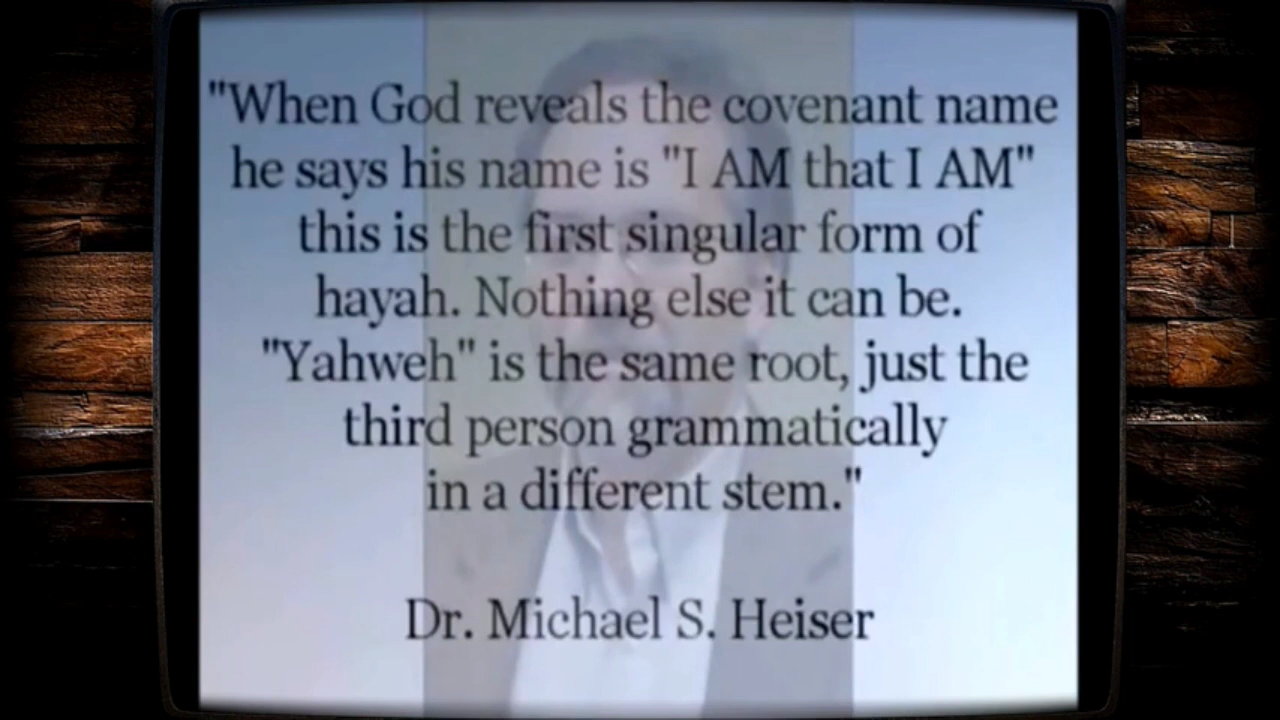 "When God reveals the covenant name
he says his name is "I AM that I AM"
this is the first singular form of
hayah. Nothing else it can be.
"Yahweh" is the same root, just the
third person grammatically
in a different stem."
Dr. Michael S. Heiser